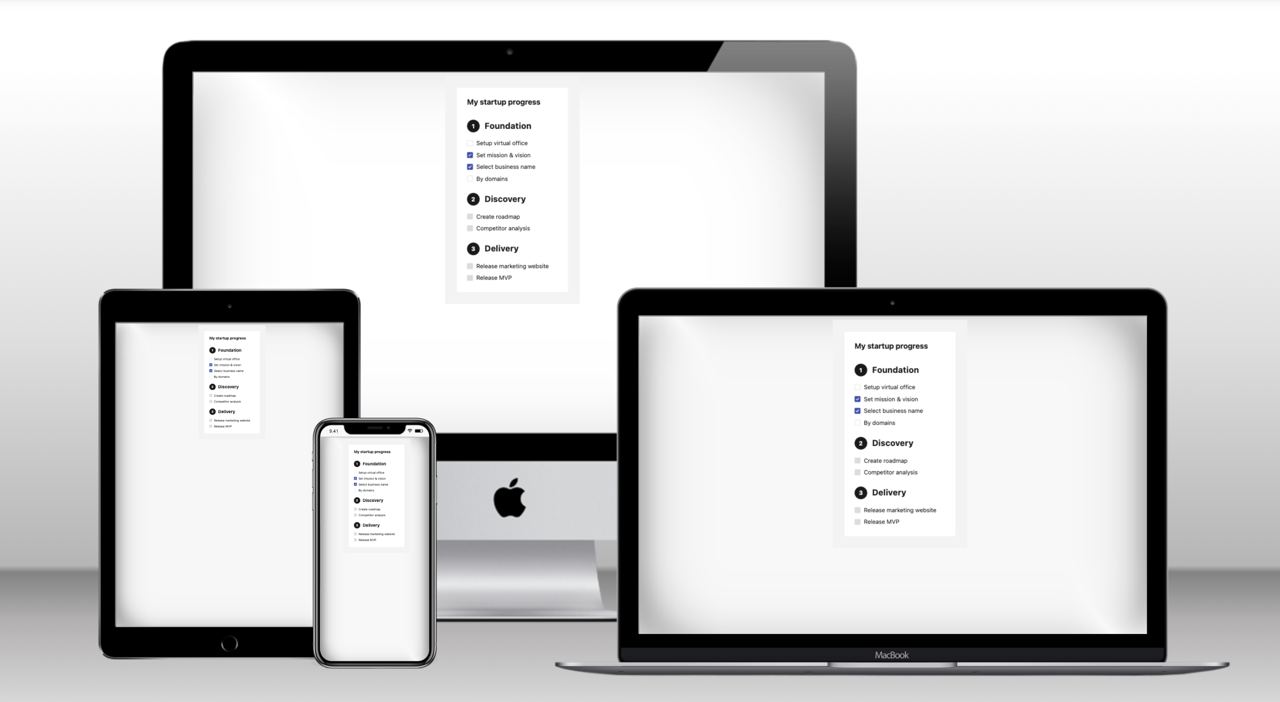 My startup progress
1 Foundation
Setup virtual office
Set mission & vision
Select business name
By domains
2 Discovery
Create roadmap
Competitor analysis
3 Delivery
Release marketing website
Release MVP
My startup progress
1 Foundation
Setup virtual office
Set mission & vision
Select business name
By domains
2 Discovery
Create roadmap
Competitor analysis
3 Delivery
Release marketing website
Release MVP
9:41
My startup progress
1 Foundation
Setup virtual office
Set mission & vision
Select business name
By domains
2 Discovery
Create roadmap
Competitor analysis
3 Delivery
Release marketing website
Release MVP
My startup progress
1 Foundation
Setup virtual office
Set mission & vision
Select business name
By domains
2 Discovery
Create roadmap
Competitor analysis
3 Delivery
Release marketing website
Release MVP
MacBook